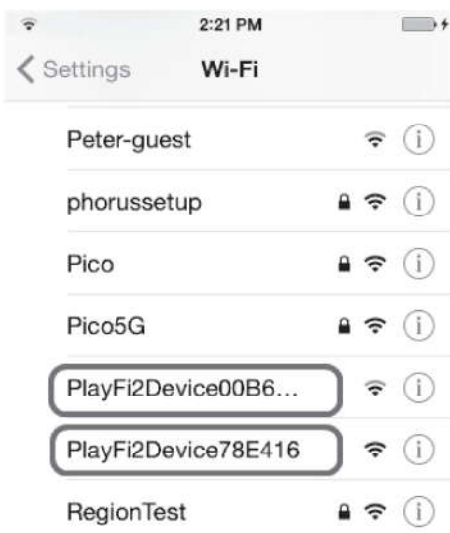 2:21 PM
Settings
Wi-Fi
Peter-guest
phorussetup
Pico
Pico5G
PlayFi2Device00B6...
PlayFi2Device78E416
RegionTest